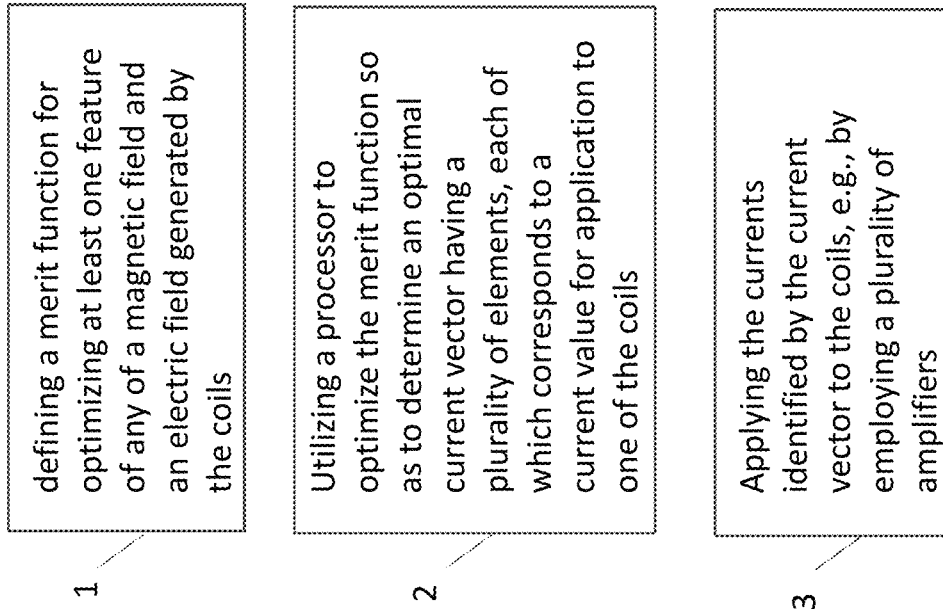 defining a merit function for
optimizing at least one feature
of any of a magnetic field and
an electric field generated by
the coils
1
Utilizing a processor to
optimize the merit function so
as to determine an optimal
current vector having a
plurality of elements, each of
which corresponds to a
current value for application to
one of the coils
2
Applying the currents
identified by the current
vector to the coils, e.g., by
employing a plurality of
amplifiers
3